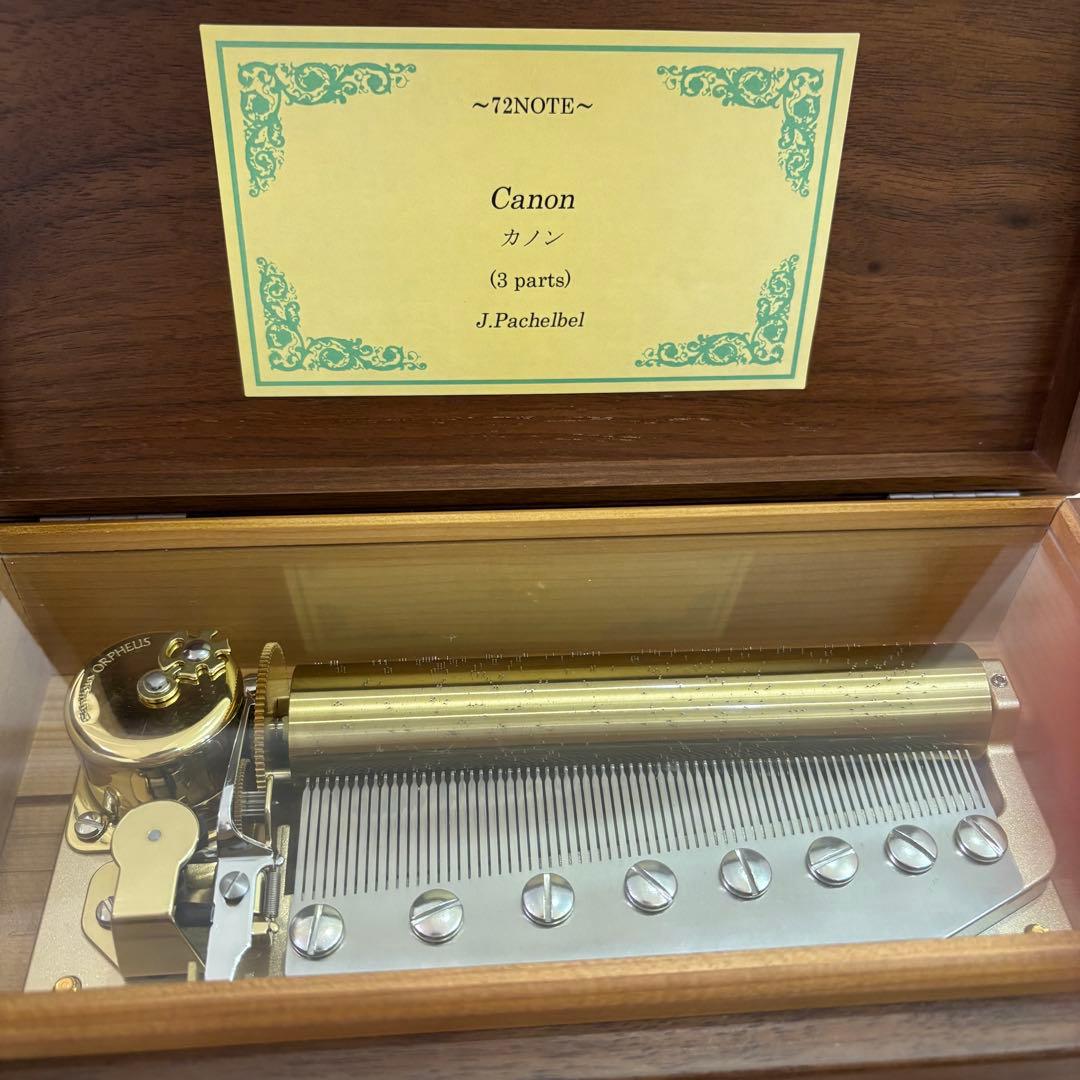 ~72NOTE~
Canon
カノン
(3 parts)
J.Pachelbel
ORPHEUS